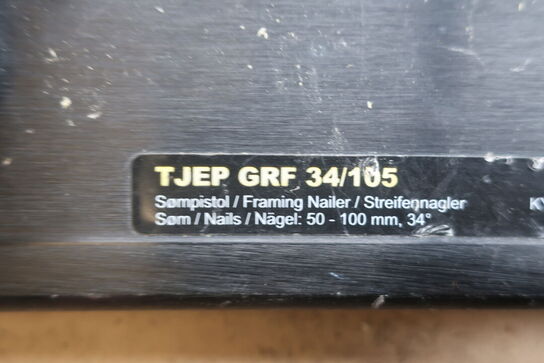 TJEP GRF 34/105
Sømpistol / Framing Nailer / Streifennagler
Søm / Nails / Nägel: 50 - 100 mm, 34°